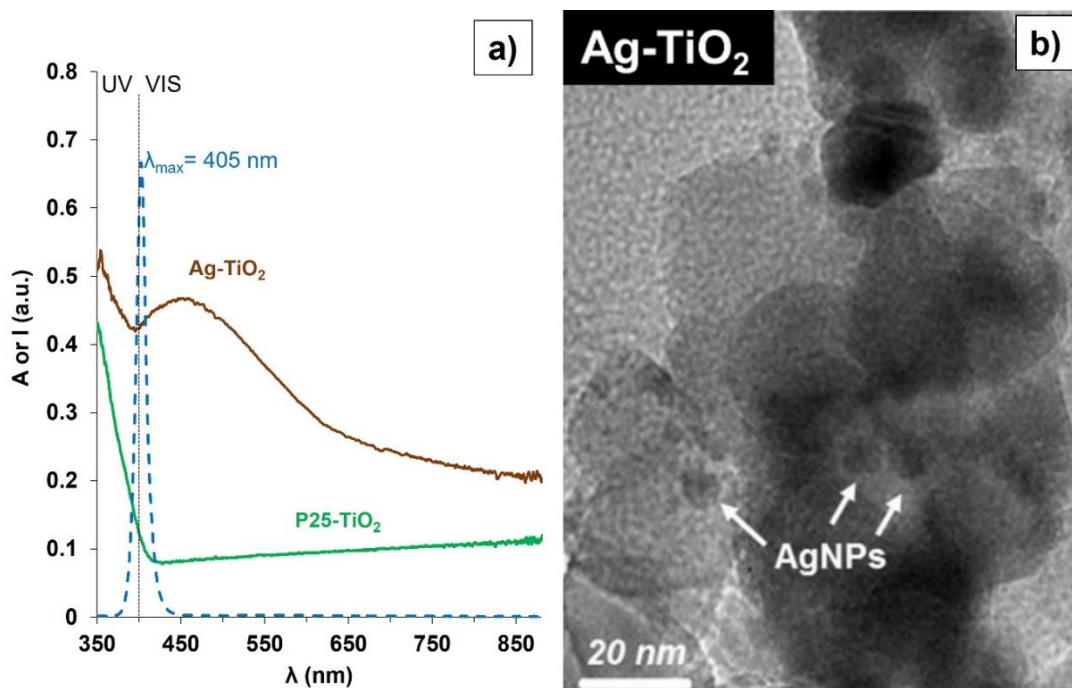 a)
UV VIS
0.8
0.7
0.6
0.5
0.4
0.3
0.2
0.1
0
λmax= 405 nm
Ag-TiO2
P25-TiO2
A or I (a.u.)
350 450 550 650 750 850
λ (nm)
Ag-TiO2
b)
AgNPs
20 nm